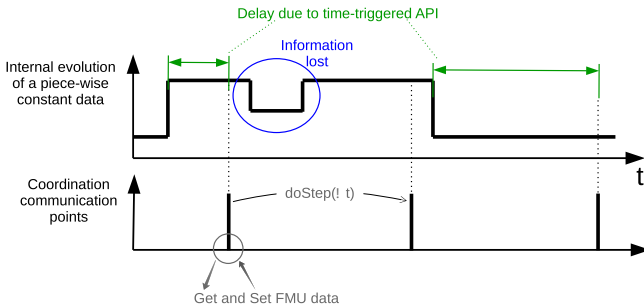 Delay due to time-triggered API
Information
lost
Internal evolution
of a piece-wise
constant data
t
Coordination
communication
points
doStep(! t)
Get and Set FMU data